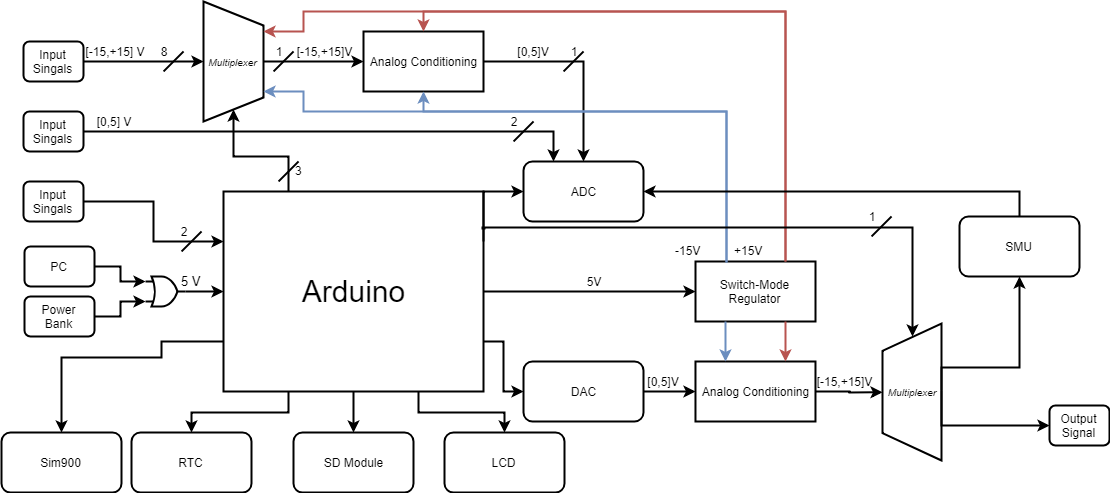 Input
Singals
[-15,+15] V
8
Multiplexer
1
[-15,+15]V
Analog Conditioning
[0,5]V
1
Input
Singals
[0,5] V
2
3
ADC
Input
Singals
2
1
SMU
PC
Power
Bank
5 V
Arduino
5V
-15V
+15V
Switch-Mode
Regulator
DAC
[0,5]V
Analog Conditioning
[-15,+15]V
Multiplexer
Output
Signal
Sim900
RTC
SD Module
LCD